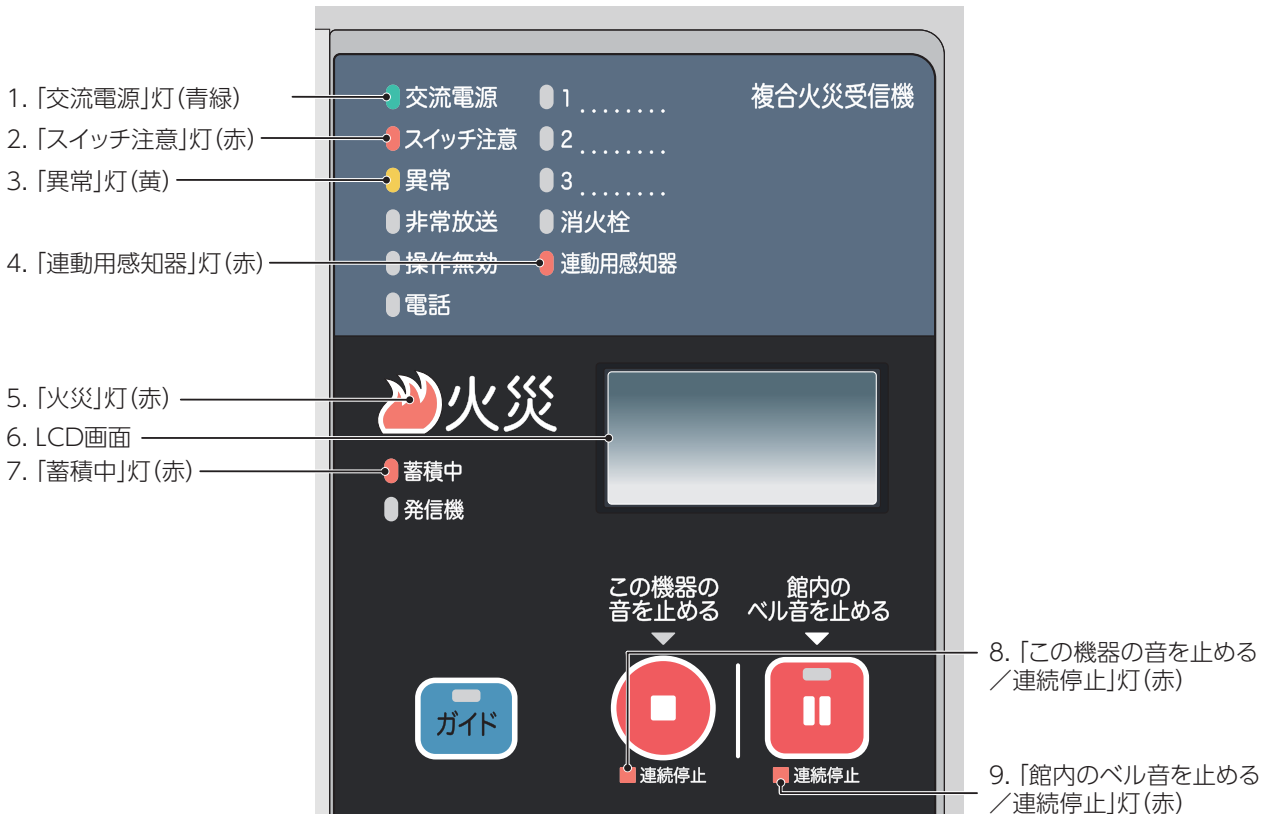 1. 「交流電源」灯(青緑)
2. 「スイッチ注意」灯(赤)
3. 「異常」灯(黄)
4. 「連動用感知器」灯(赤)
5. 「火災」灯(赤)
6. LCD画面
7. 「蓄積中」灯(赤)
複合火災受信機
交流電源
スイッチ注意
異常
非常放送
操作無効
電話
1 ........
2 ........
3 ........
消火栓
連動用感知器
火災
蓄積中
発信機
この機器の
音を止める
館内の
ベル音を止める
ガイド
連続停止
連続停止
8. 「この機器の音を止める
/連続停止」灯(赤)
9. 「館内のベル音を止める
/連続停止」灯(赤)